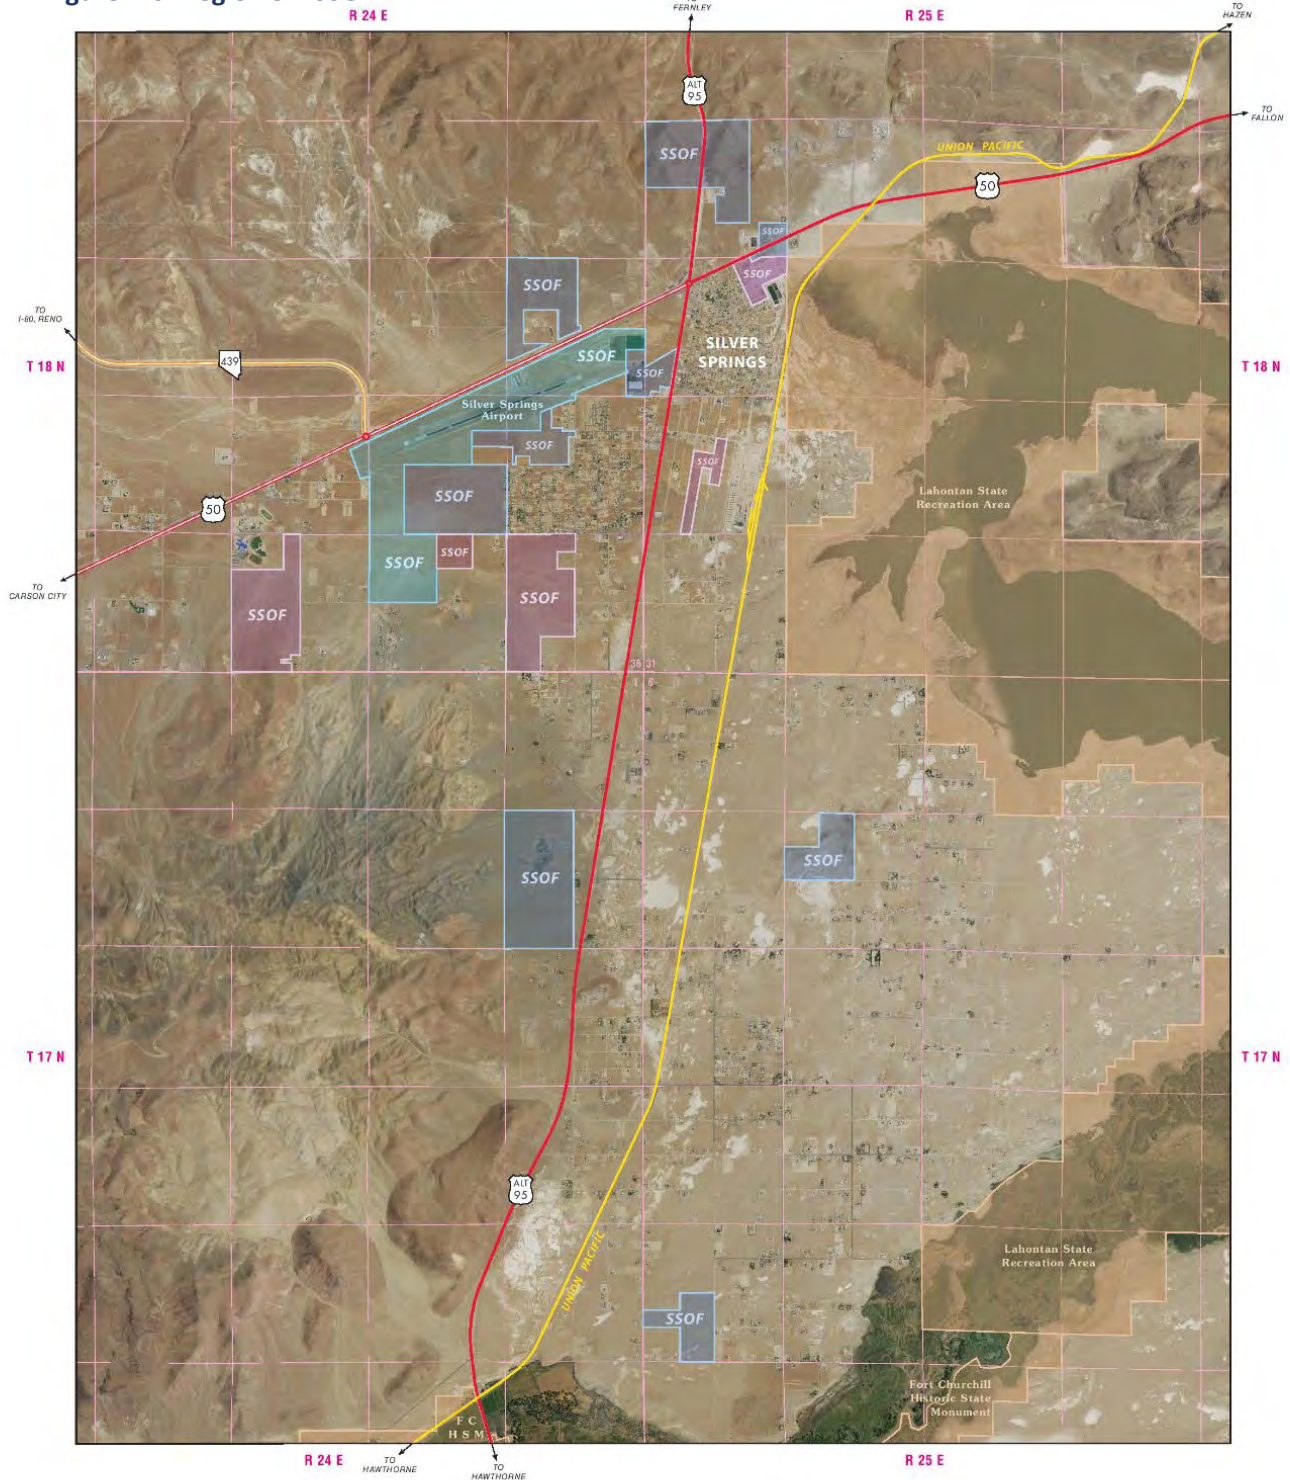 R 24 E
FERNLEY
R 25 E
TO
HAZEN
ALT
95
TO
FALLON
UNION PACIFIC
SSOF
50
SSOF
SSOF
SSOF
TO
I-80, RENO
439
T 18 N
SSOF
SILVER
SPRINGS
T 18 N
SSOF
Silver Springs
Airport
SSOF
SSOF
SSOF
Lahontan State
Recreation Area
50
SSOF
SSOF
TO
CARSON CITY
SSOF
SSOF
36 31
1 6
SSOF
SSOF
T 17 N
T 17 N
ALT
95
UNION PACIFIC
Lahontan State
Recreation Area
SSOF
Fort Churchill
Historic State
Monument
F C
H S M
R 24 E
TO
HAWTHORNE
TO
HAWTHORNE
R 25 E